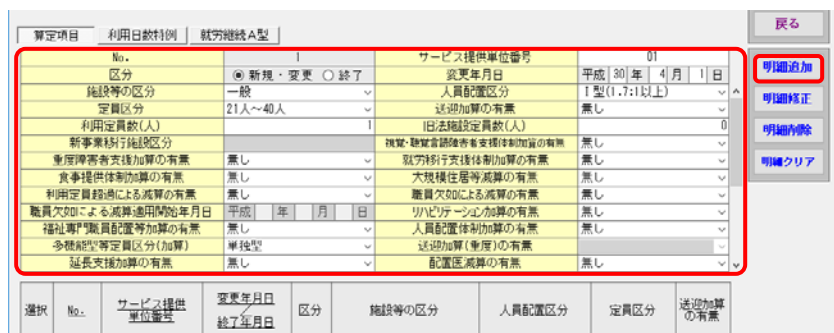 戻る
算定項目 利用日数特例 就労継続A型
No. 1 サービス提供単位番号 01
明細追加
区分 新規・変更 終了 変更年月日 平成 30 年 4 月 1 日
施設等の区分 一般 人員配置区分 Ⅰ型(1.7:1以上)
明細修正
定員区分 21人～40人 送迎加算の有無 無し
利用定員数(人) 1 旧法施設定員数(人) 0
明細削除
新事業移行施設区分 視覚・聴覚言語障害者支援体制加算の有無 無し
重度障害者支援加算の有無 無し 就労移行支援体制加算の有無 無し
明細クリア
食事提供体制加算の有無 無し 大規模住居等減算の有無 無し
利用定員超過による減算の有無 無し 職員欠如による減算の有無 無し
職員欠如による減算適用開始年月日 平成 年 月 日 リハビリテーション加算の有無 無し
福祉専門職員配置等加算の有無 無し 人員配置体制加算の有無 無し
多機能型等定員区分(加算) 単独型 送迎加算(重度)の有無
延長支援加算の有無 無し 配置医減算の有無 無し
選択 No. サービス提供 変更年月日 区分 施設等の区分 人員配置区分 定員区分 送迎加算
単位番号 終了年月日 の有無